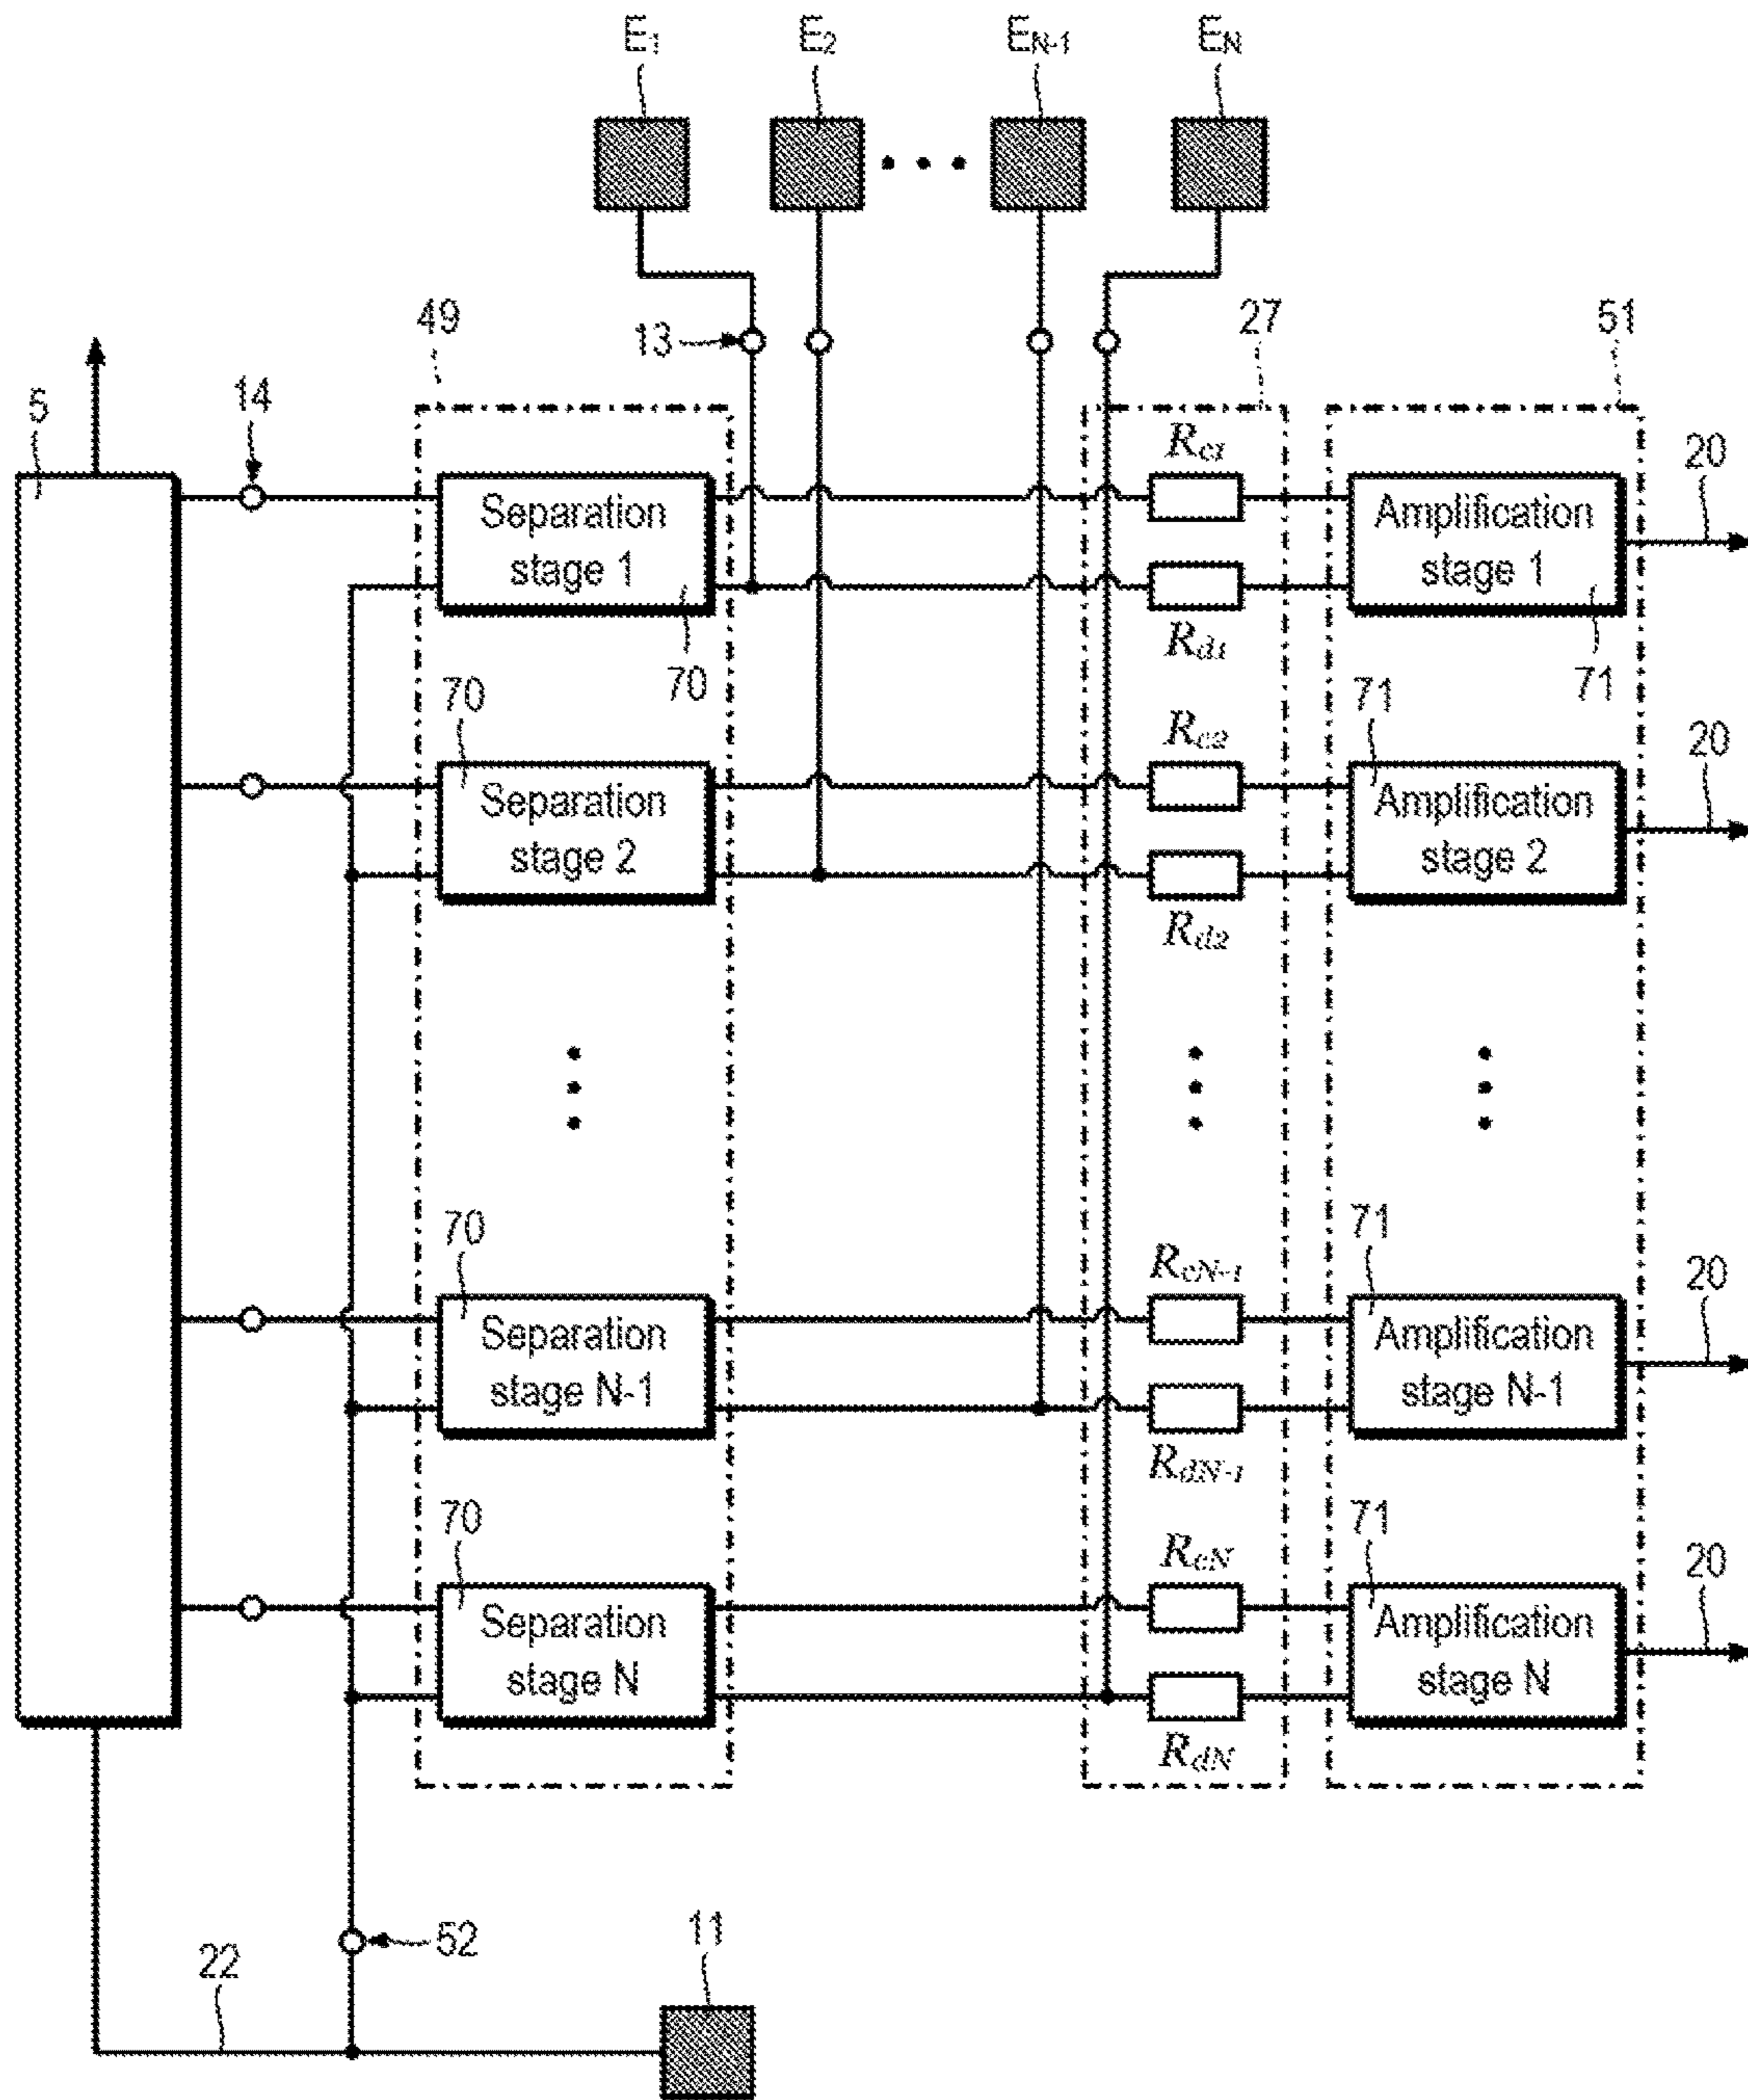 E1 E2 EN-1 EN
49 13 27 51
5 14 20
Rc1
Separation
stage 1
Amplification
stage 1
70 Rd1 71
70 Rc2 71 20
Separation
stage 2
Amplification
stage 2
Rd2
70 RcN-1 71 20
Separation
stage N-1
Amplification
stage N-1
RdN-1
70 RcN 71 20
Separation
stage N
Amplification
stage N
RdN
22 52 11